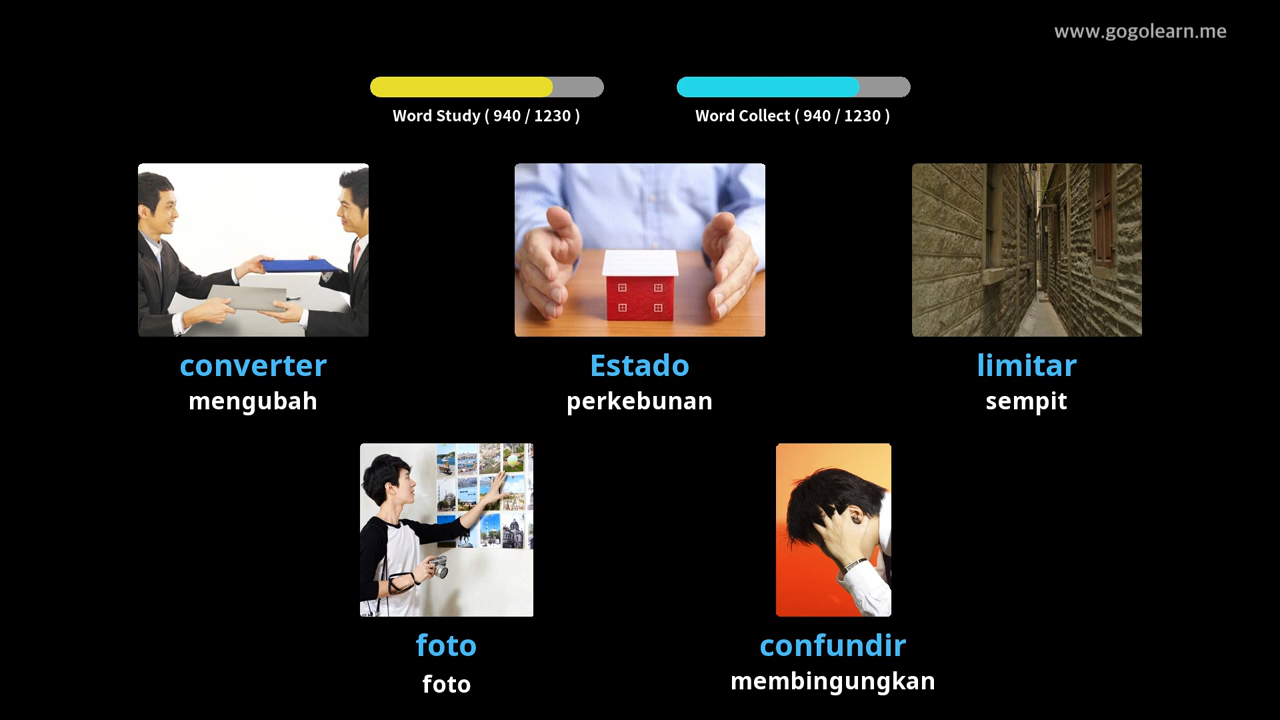 www.gogolearn.me
Word Study ( 940 / 1230 )
Word Collect ( 940 / 1230 )
converter
mengubah
Estado
perkebunan
limitar
sempit
foto
foto
confundir
membingungkan